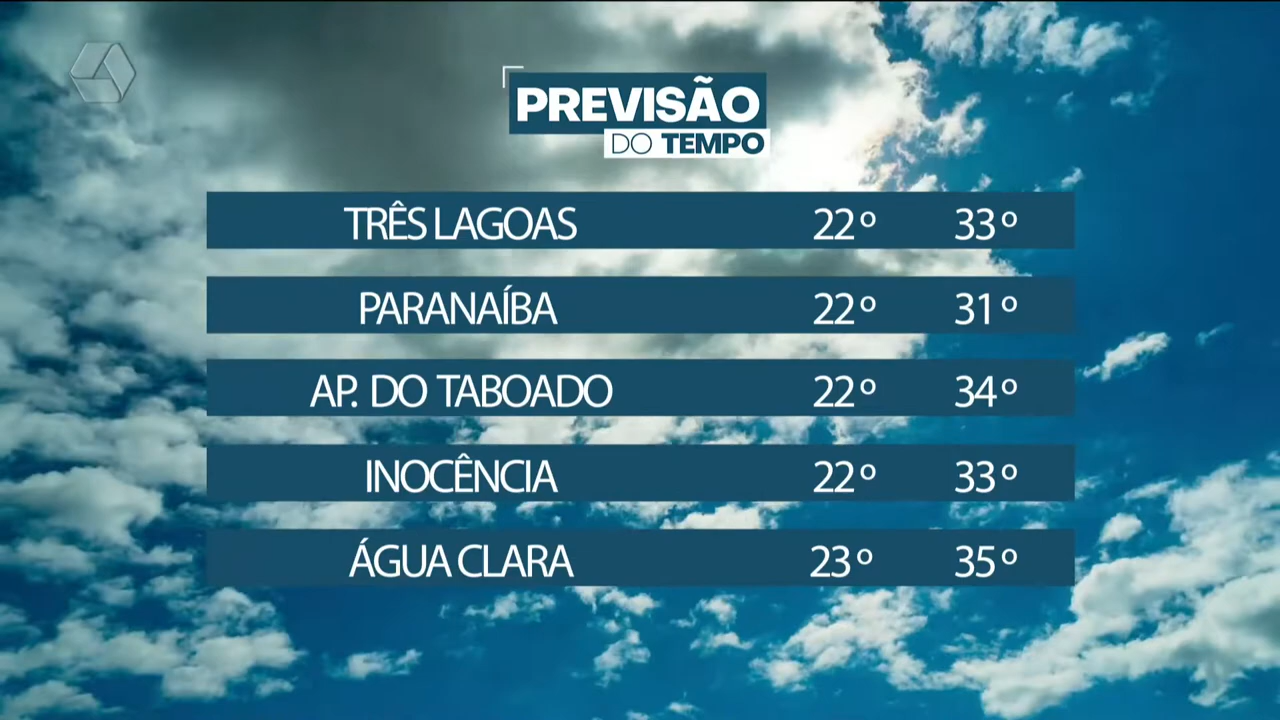 PREVISÃO
DO TEMPO
TRÊS LAGOAS 22º 33º
PARANAÍBA 22º 31º
AP. DO TABOADO 22º 34º
INOCÊNCIA 22º 33º
ÁGUA CLARA 23º 35º